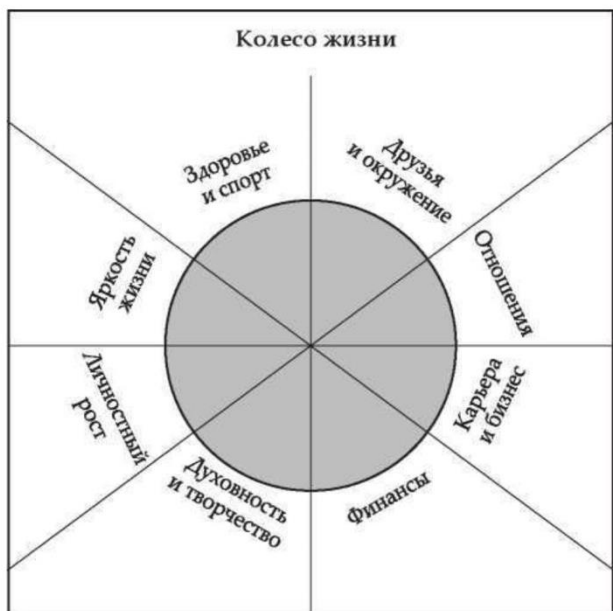 Колесо жизни
Друзья
и окружение
Отношения
Карьера
и бизнес
Финансы
Духовность
и творчество
Личностный
рост
Яркость
жизни
Здоровье
и спорт